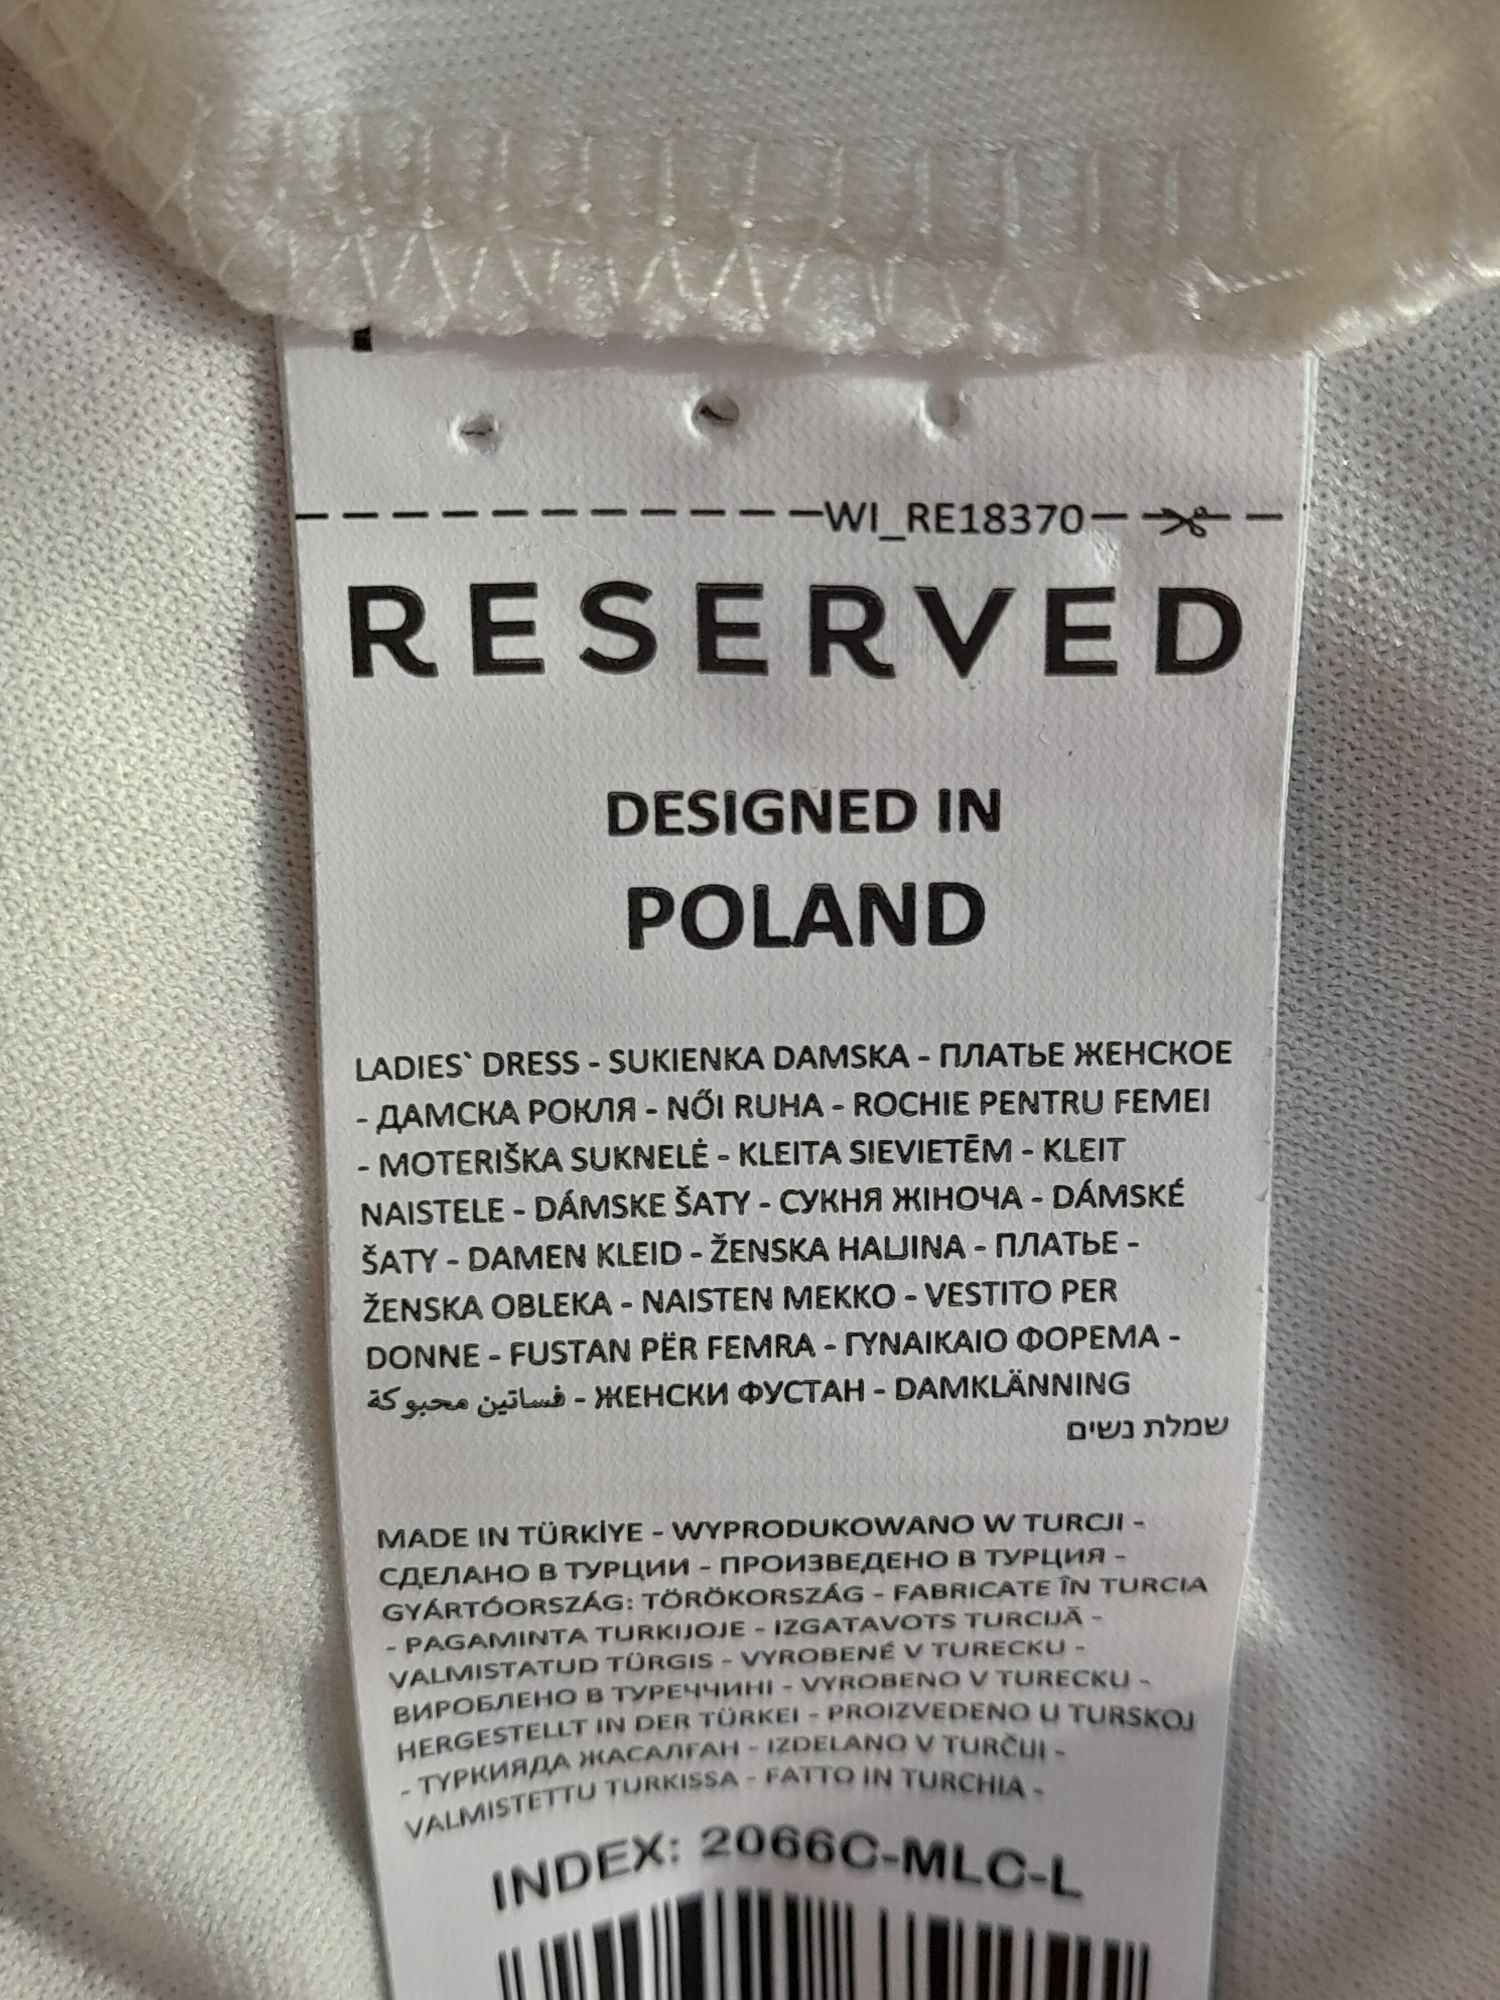 WI_RE18370
RESERVED
DESIGNED IN
POLAND
LADIES` DRESS - SUKIENKA DAMSKA - ПЛАТЬЕ ЖЕНСКОЕ
- ДАМСКА РОКЛЯ - NŐI RUHA - ROCHIE PENTRU FEMEI
- MOTERIŠKA SUKNELĖ - KLEITA SIEVIETĒM - KLEIT
NAISTELE - DÁMSKE ŠATY - СУКНЯ ЖІНОЧА - DÁMSKÉ
ŠATY - DAMEN KLEID - ŽENSKA HALJINA - ПЛАТЬЕ -
ŽENSKA OBLEKA - NAISTEN MEKKO - VESTITO PER
DONNE - FUSTAN PËR FEMRA - ΓΥΝΑΙΚΑΙΟ ΦΟΡΕΜΑ -
فساتين محبوكة - ЖЕНСКИ ФУСТАН - DAMKLÄNNING
שמלת נשים
MADE IN TÜRKİYE - WYPRODUKOWANO W TURCJI -
СДЕЛАНО В ТУРЦИИ - ПРОИЗВЕДЕНО В ТУРЦИЯ -
GYÁRTÓORSZÁG: TÖRÖKORSZÁG - FABRICATE ÎN TURCIA
- PAGAMINTA TURKIJOJE - IZGATAVOTS TURCIJĀ -
VALMISTATUD TÜRGIS - VYROBENÉ V TURECKU -
ВИРОБЛЕНО В ТУРЕЧЧИНІ - VYROBENO V TURECKU -
HERGESTELLT IN DER TÜRKEI - PROIZVEDENO U TURSKOJ
- ТҮРКИЯДА ЖАСАЛҒАН - IZDELANO V TURČIJI -
VALMISTETTU TURKISSA - FATTO IN TURCHIA -
INDEX: 2066C-MLC-L